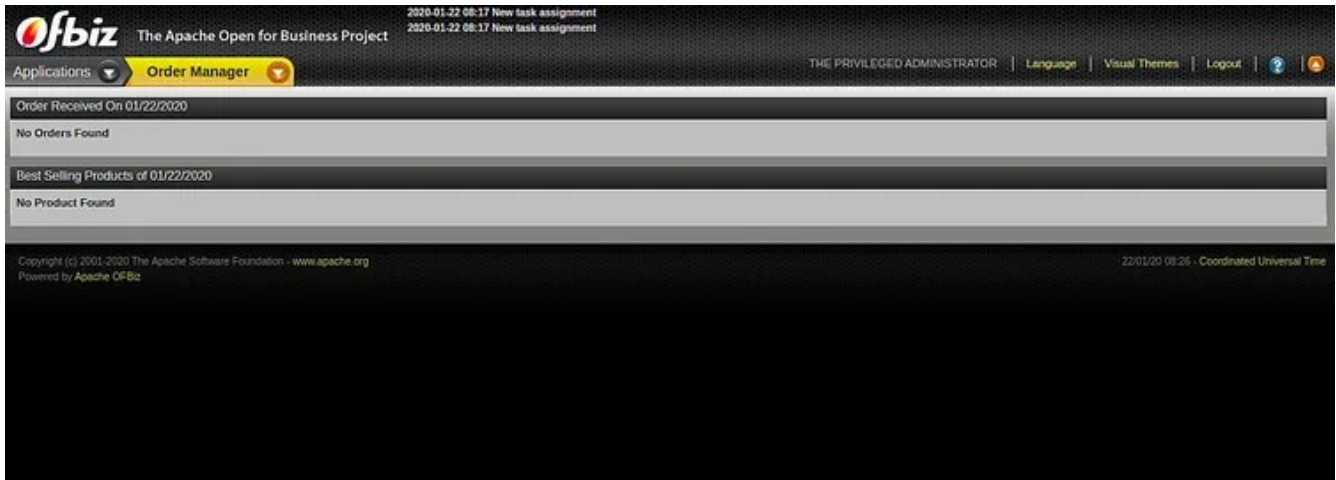 2020-01-22 08:17 New task assignment
2020-01-22 08:17 New task assignment
Ofbiz The Apache Open for Business Project
Applications Order Manager THE PRIVILEGED ADMINISTRATOR | Language | Visual Themes | Logout | ? |
Order Received On 01/22/2020
No Orders Found
Best Selling Products of 01/22/2020
No Product Found
Copyright (c) 2001-2020 The Apache Software Foundation - www.apache.org 22/01/20 08:26 - Coordinated Universal Time
Powered by Apache OFBiz